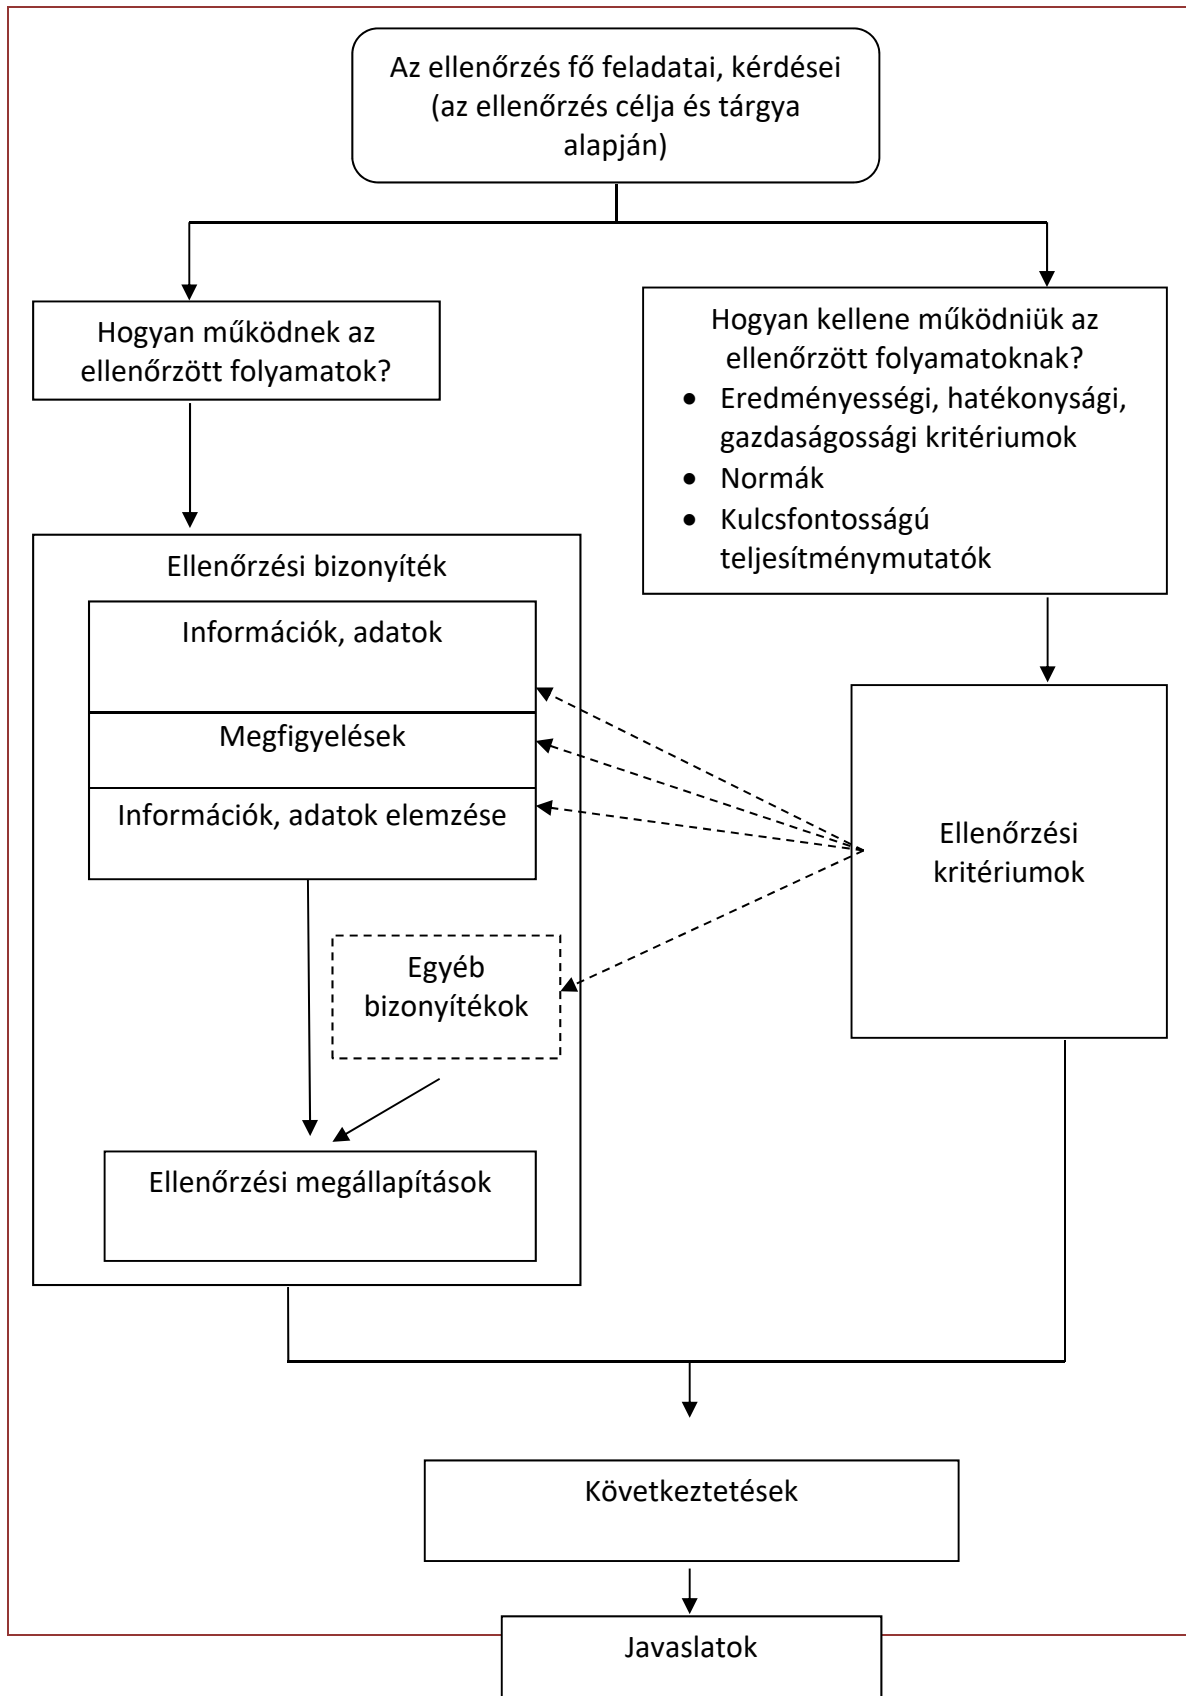 Az ellenőrzés fő feladatai, kérdései
(az ellenőrzés célja és tárgya
alapján)
Hogyan működnek az
ellenőrzött folyamatok?
Hogyan kellene működniük az
ellenőrzött folyamatoknak?
• Eredményességi, hatékonysági,
gazdaságossági kritériumok
• Normák
• Kulcsfontosságú
teljesítménymutatók
Ellenőrzési bizonyíték
Információk, adatok
Megfigyelések
Információk, adatok elemzése
Ellenőrzési
kritériumok
Egyéb
bizonyítékok
Ellenőrzési megállapítások
Következtetések
Javaslatok